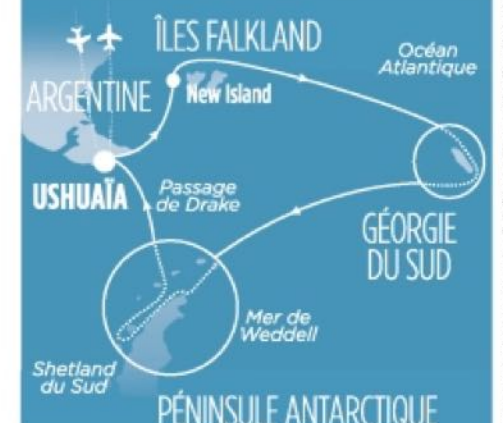 ÎLES FALKLAND
Océan
Atlantique
ARGENTINE
New Island
USHUAÏA
Passage
de Drake
GÉORGIE
DU SUD
Mer de
Weddell
Shetland
du Sud
PÉNINSULE ANTARCTIQUE